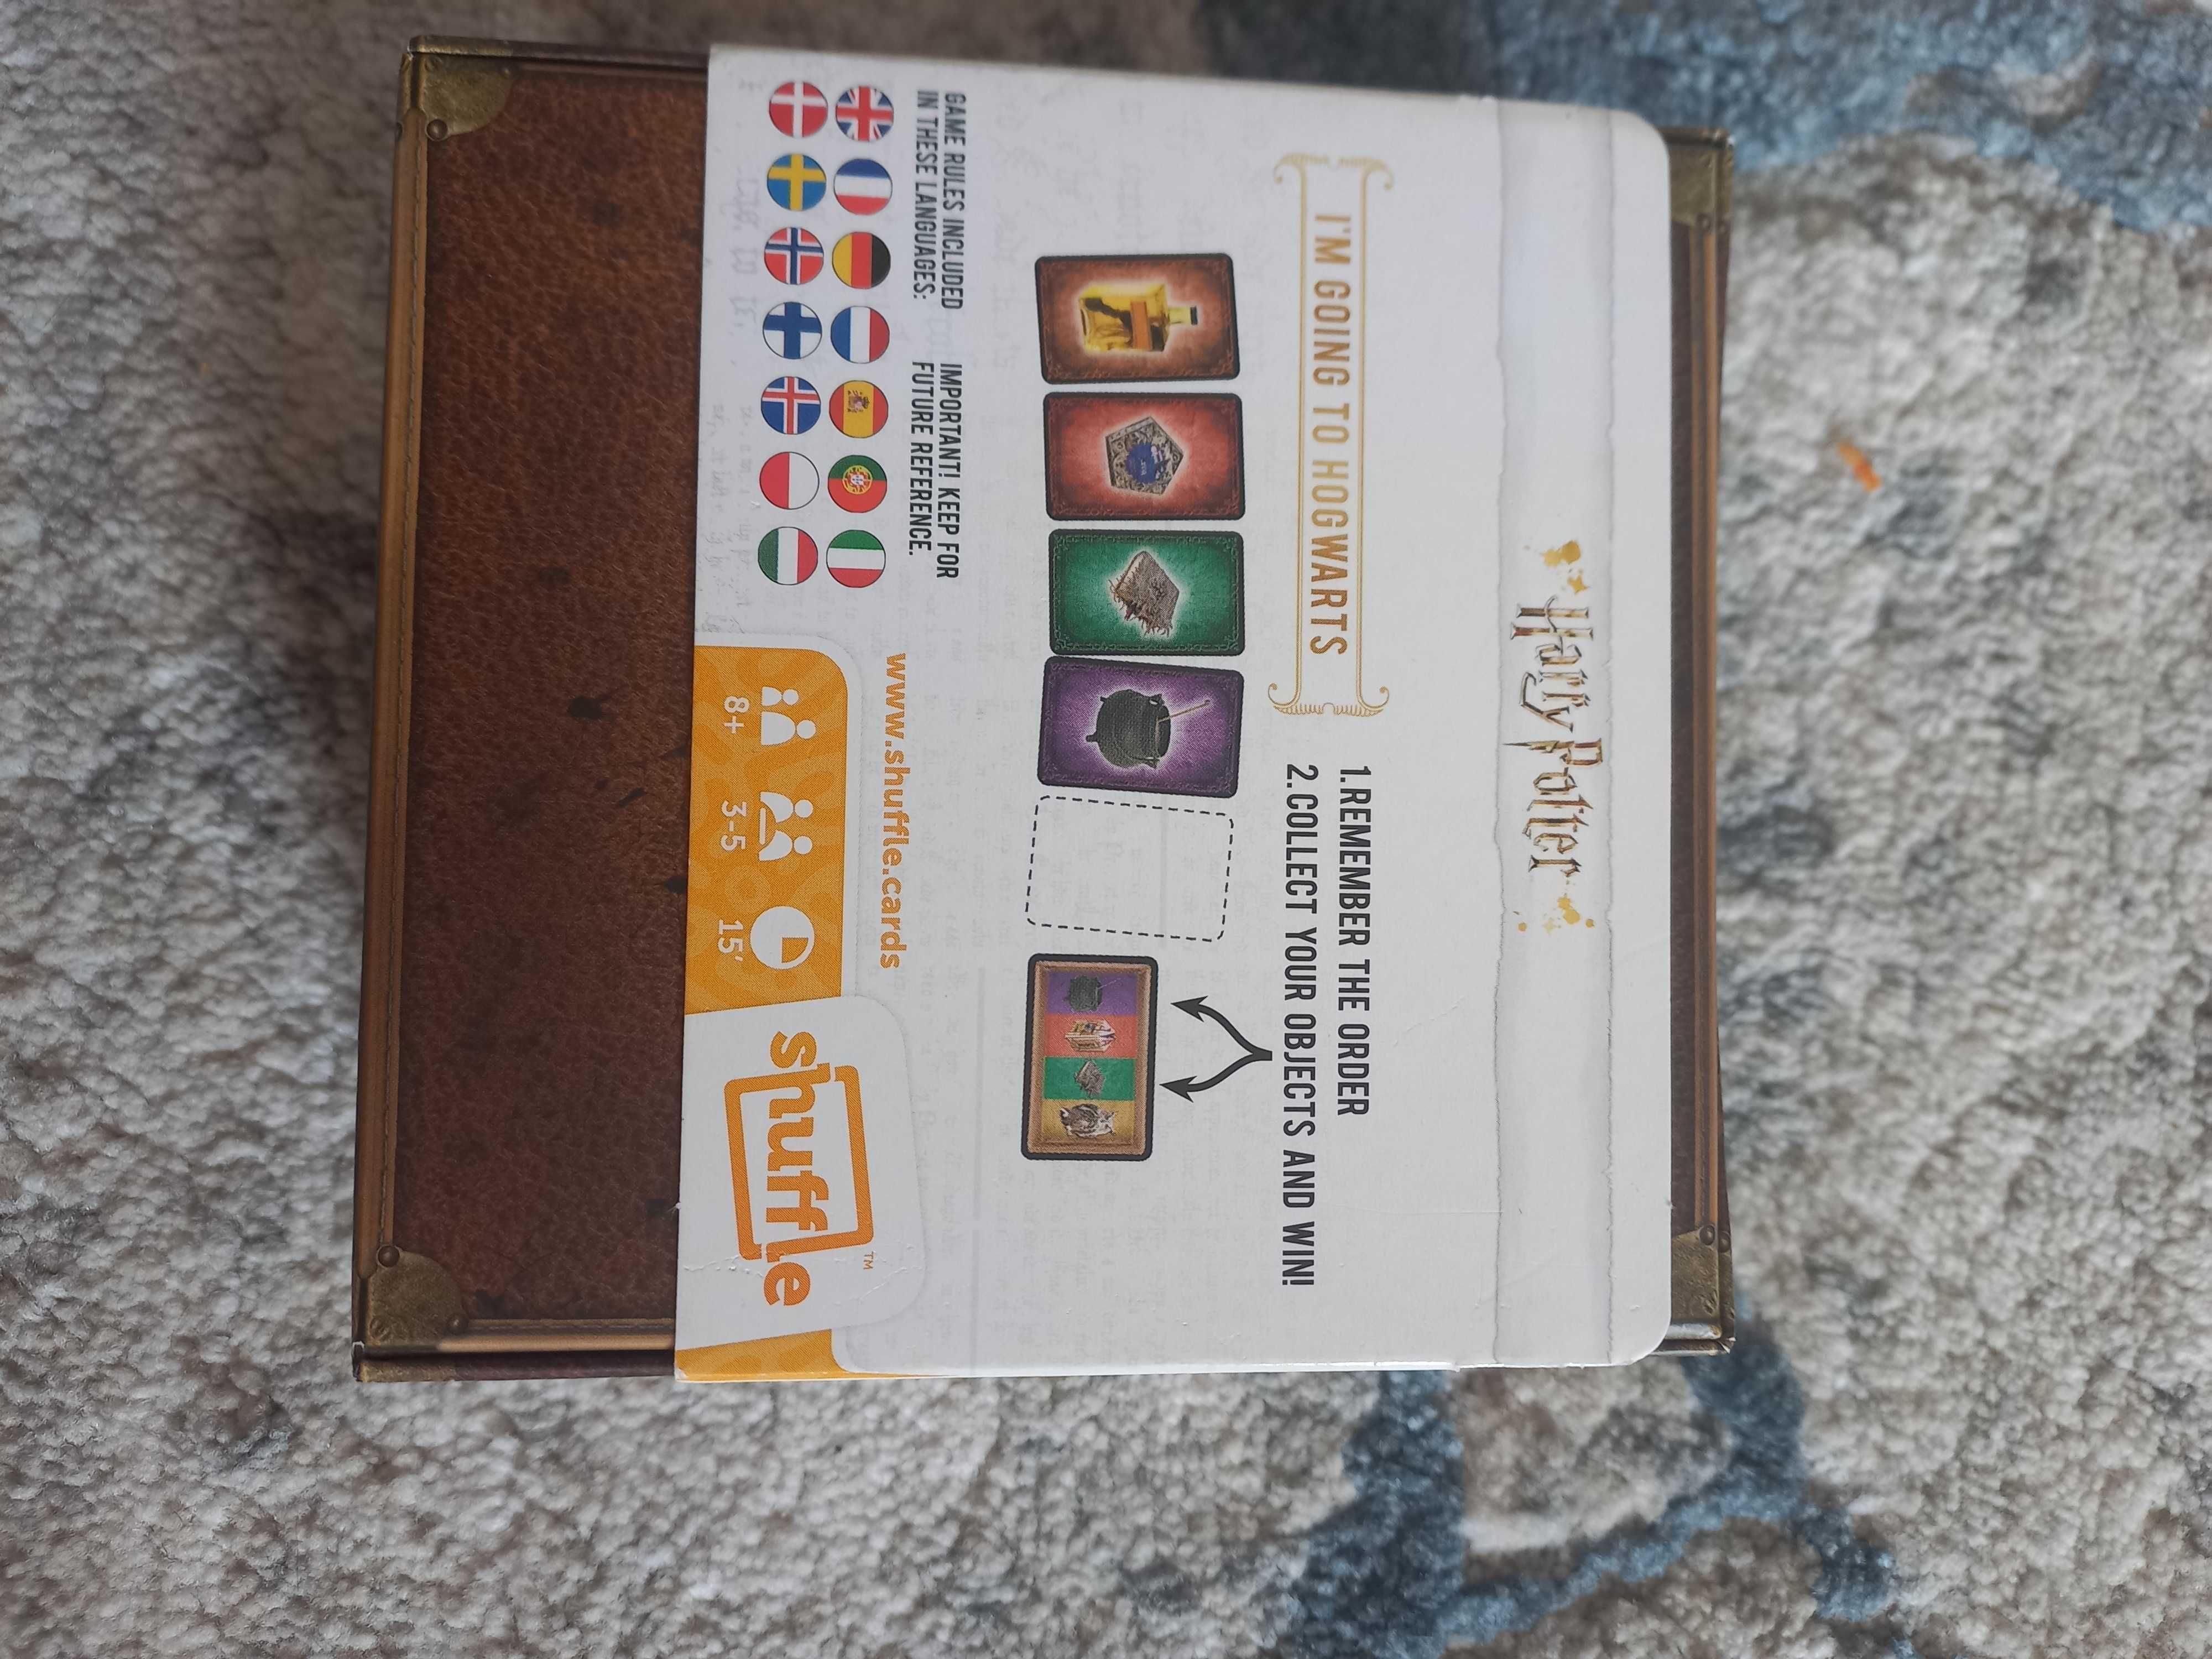 Harry Potter
I'M GOING TO HOGWARTS
1.REMEMBER THE ORDER
2.COLLECT YOUR OBJECTS AND WIN!
GAME RULES INCLUDED
IN THESE LANGUAGES:
IMPORTANT! KEEP FOR
FUTURE REFERENCE.
www.shuffle.cards
8+
3-5
15'
shuffle™